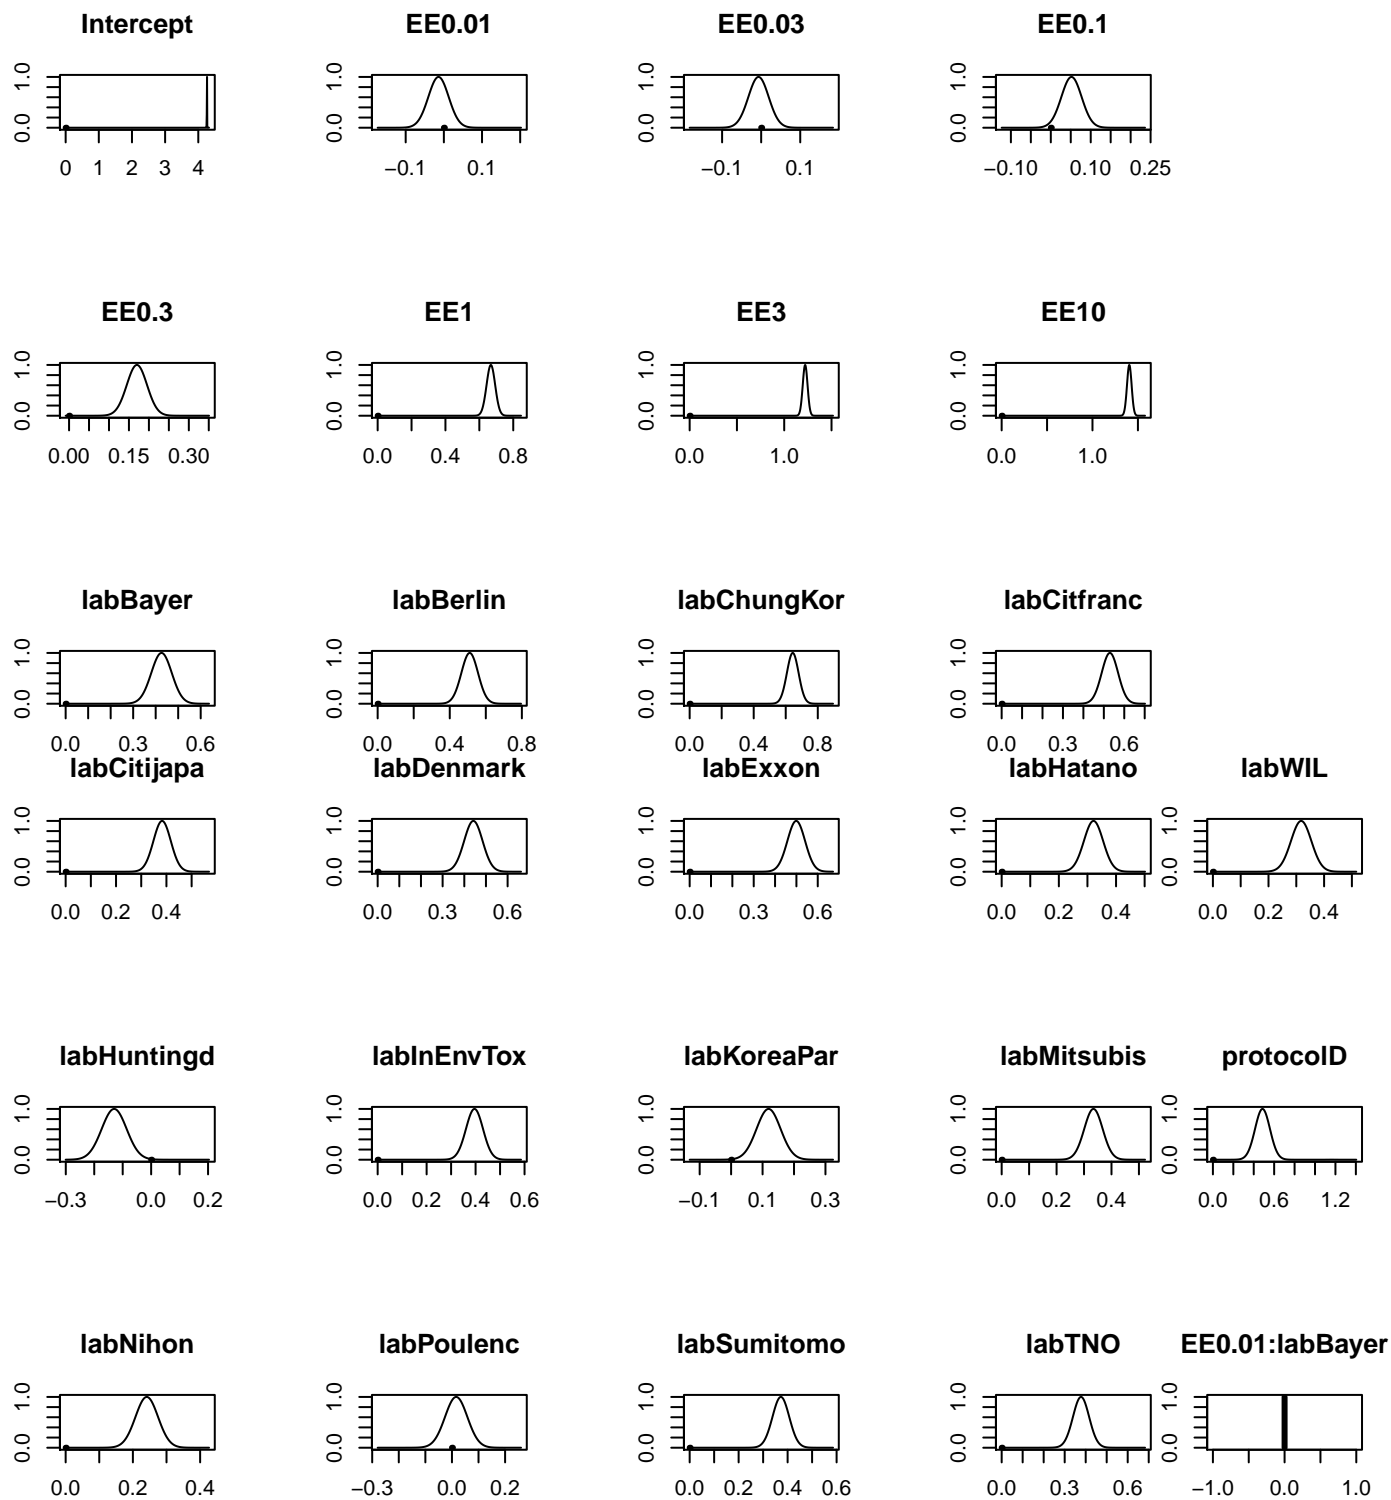 Intercept EE0.01 EE0.03 EE0.1
0.0 1.0 0.0 1.0 0.0 1.0 0.0 1.0
0 1 2 3 4 −0.1 0.1 −0.1 0.1 −0.10 0.10 0.25
EE0.3 EE1 EE3 EE10
0.0 1.0 0.0 1.0 0.0 1.0 0.0 1.0
0.00 0.15 0.30 0.0 0.4 0.8 0.0 1.0 0.0 1.0
labBayer labBerlin labChungKor labCitfranc
0.0 1.0 0.0 1.0 0.0 1.0 0.0 1.0
0.0 0.3 0.6 0.0 0.4 0.8 0.0 0.4 0.8 0.0 0.3 0.6
labCitijapa labDenmark labExxon labHatano labWIL
0.0 1.0 0.0 1.0 0.0 1.0 0.0 1.0 0.0 1.0
0.0 0.2 0.4 0.0 0.3 0.6 0.0 0.3 0.6 0.0 0.2 0.4 0.0 0.2 0.4
labHuntingd labInEnvTox labKoreaPar labMitsubis protocolD
0.0 1.0 0.0 1.0 0.0 1.0 0.0 1.0 0.0 1.0
−0.3 0.0 0.2 0.0 0.2 0.4 0.6 −0.1 0.1 0.3 0.0 0.2 0.4 0.0 0.6 1.2
labNihon labPoulenc labSumitomo labTNO EE0.01:labBayer
0.0 1.0 0.0 1.0 0.0 1.0 0.0 1.0 0.0 1.0
0.0 0.2 0.4 −0.3 0.0 0.2 0.0 0.2 0.4 0.6 0.0 0.3 0.6 −1.0 0.0 1.0